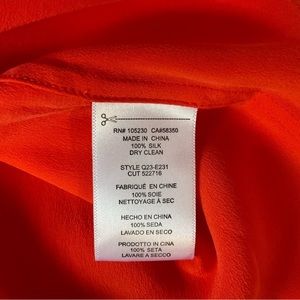 RN# 105230 CA#58350
MADE IN CHINA
100% SILK
DRY CLEAN
STYLE Q23-E231
CUT 522716
FABRIQUÉ EN CHINE
100% SOIE
NETTOYAGE À SEC
HECHO EN CHINA
100% SEDA
LAVADO EN SECO
PRODOTTO IN CINA
100% SETA
LAVARE A SECCO